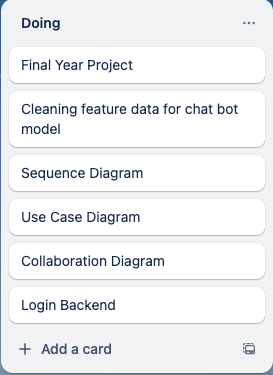 Doing
Final Year Project
Cleaning feature data for chat bot
model
Sequence Diagram
Use Case Diagram
Collaboration Diagram
Login Backend
+ Add a card